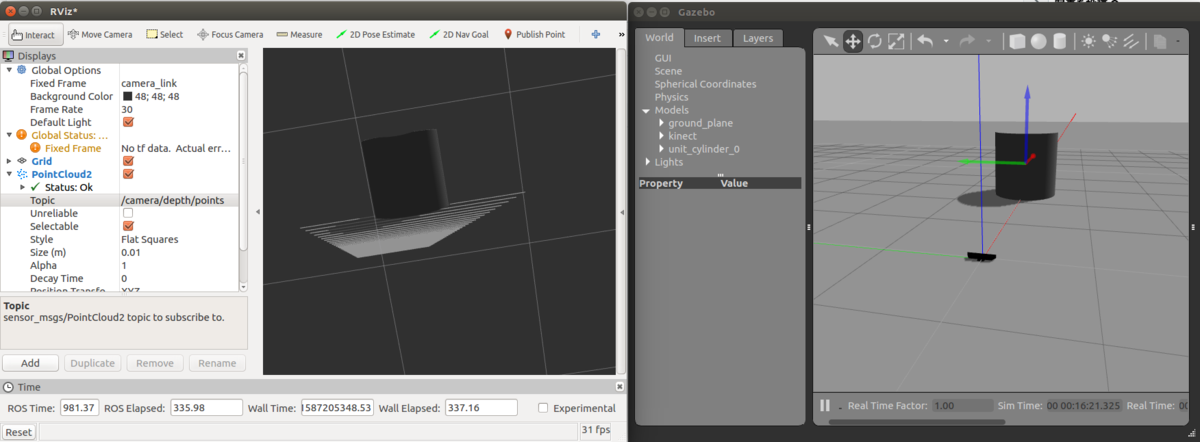 RViz*
Interact Move Camera Select Focus Camera Measure 2D Pose Estimate 2D Nav Goal Publish Point »
Displays
Global Options
Fixed Frame camera_link
Background Color 48; 48; 48
Frame Rate 30
Default Light
Global Status: ...
Fixed Frame No tf data. Actual err...
Grid
PointCloud2
Status: Ok
Topic /camera/depth/points
Unreliable
Selectable
Style Flat Squares
Size (m) 0.01
Alpha 1
Decay Time 0
Position Transfo XYZ
Topic
sensor_msgs/PointCloud2 topic to subscribe to.
Add Duplicate Remove Rename
Time
ROS Time: 981.37 ROS Elapsed: 335.98 Wall Time: 1587205348.53 Wall Elapsed: 337.16 Experimental
Reset 31 fps
Gazebo
World Insert Layers
GUI
Scene
Spherical Coordinates
Physics
Models
ground_plane
kinect
unit_cylinder_0
Lights
Property Value
Real Time Factor: 1.00 Sim Time: 00 00:16:21.325 Real Time: